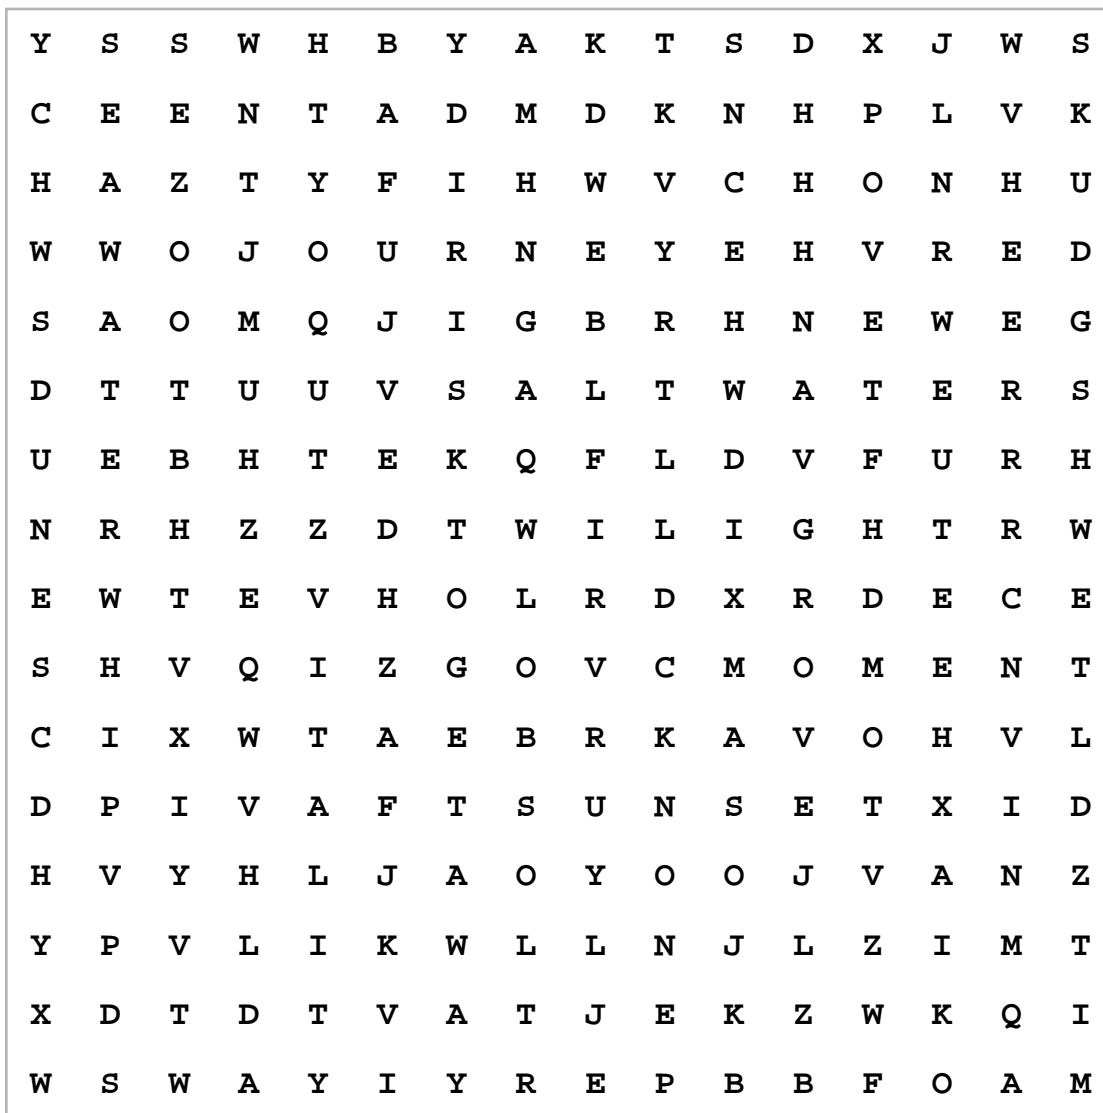 Y S S W H B Y A K T S D X J W S
C E E N T A D M D K N H P L V K
H A Z T Y F I H W V C H O N H U
W W O J O U R N E Y E H V R E D
S A O M Q J I G B R H N E W E G
D T T U U V S A L T W A T E R S
U E B H T E K Q F L D V F U R H
N R H Z Z D T W I L I G H T R W
E W T E V H O L R D X R D E C E
S H V Q I Z G O V C M O M E N T
C I X W T A E B R K A V O H V L
D P I V A F T S U N S E T X I D
H V Y H L J A O Y O O J V A N Z
Y P V L I K W L L N J L Z I M T
X D T D T V A T J E K Z W K Q I
W S W A Y I Y R E P B B F O A M